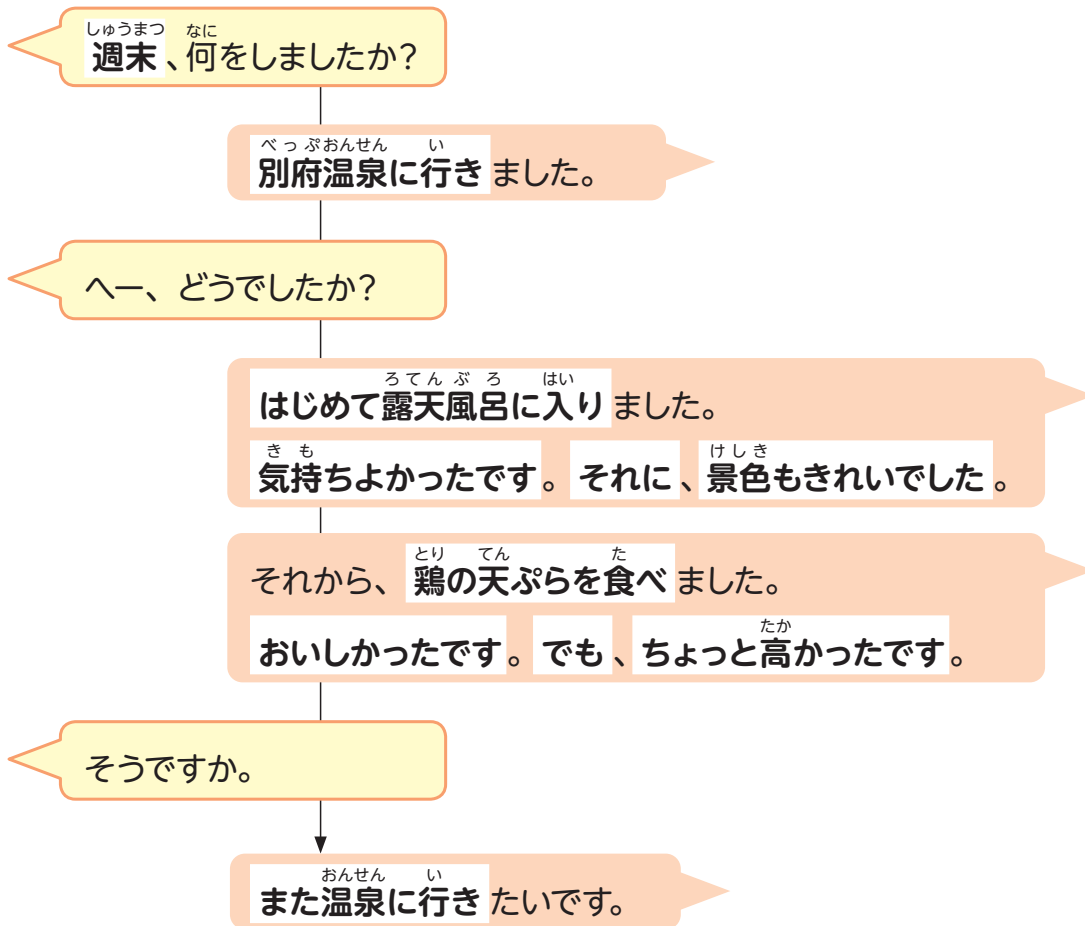 しゅうまつ なに
週末、何をしましたか?
べっぷおんせん い
別府温泉に行きました。
へー、どうでしたか?
ろてんぶろ はい
はじめて露天風呂に入りました。
きも けしき
気持ちよかったです。それに、景色もきれいでした。
とり てん た
それから、鶏の天ぷらを食べました。
たか
おいしかったです。でも、ちょっと高かったです。
そうですか。
おんせん い
また温泉に行きたいです。